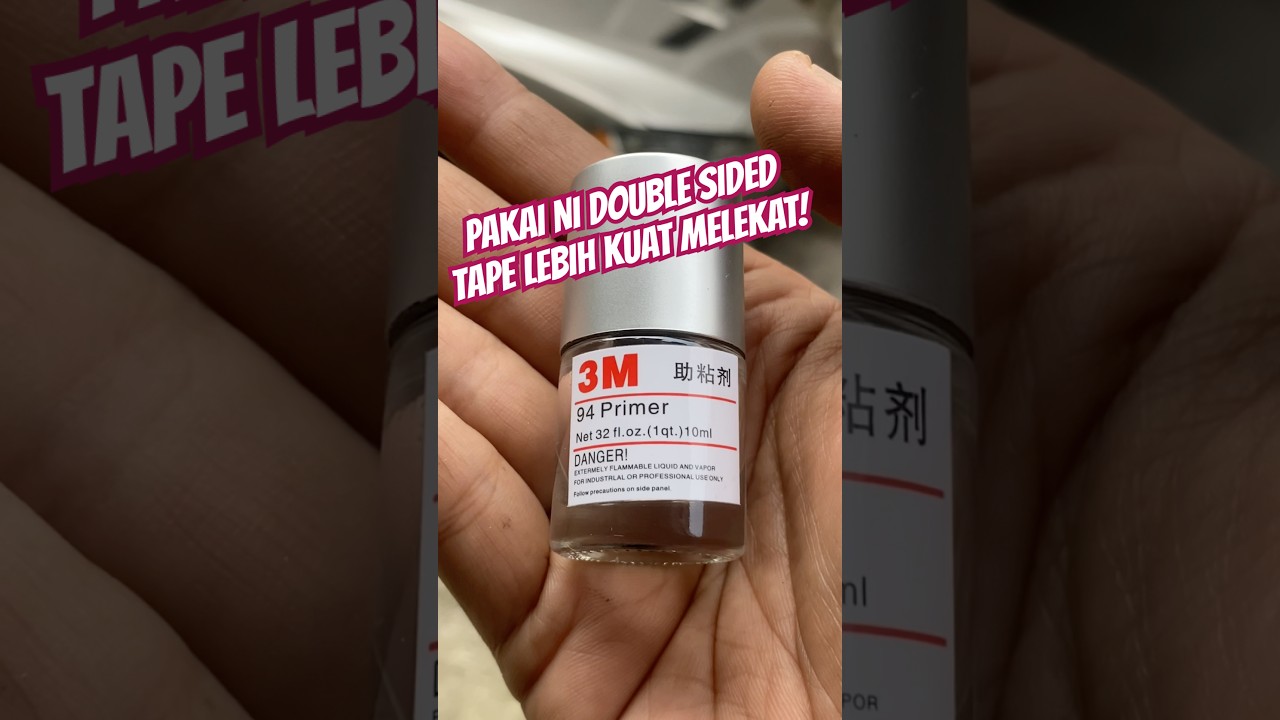 TAPE LEBI
PAKAI NI DOUBLE SIDED
TAPE LEBIH KUAT MELEKAT!
3M 助粘剂
94 Primer
Net 32 fl.oz.(1qt.)10ml
DANGER!
EXTERMELY FLAMMABLE LIQUID AND VAPOR
FOR INDUSTRLAL OR PROFESSIONAL USE ONLY
Follow precautions on side panel.
粘剂
ml
APOR